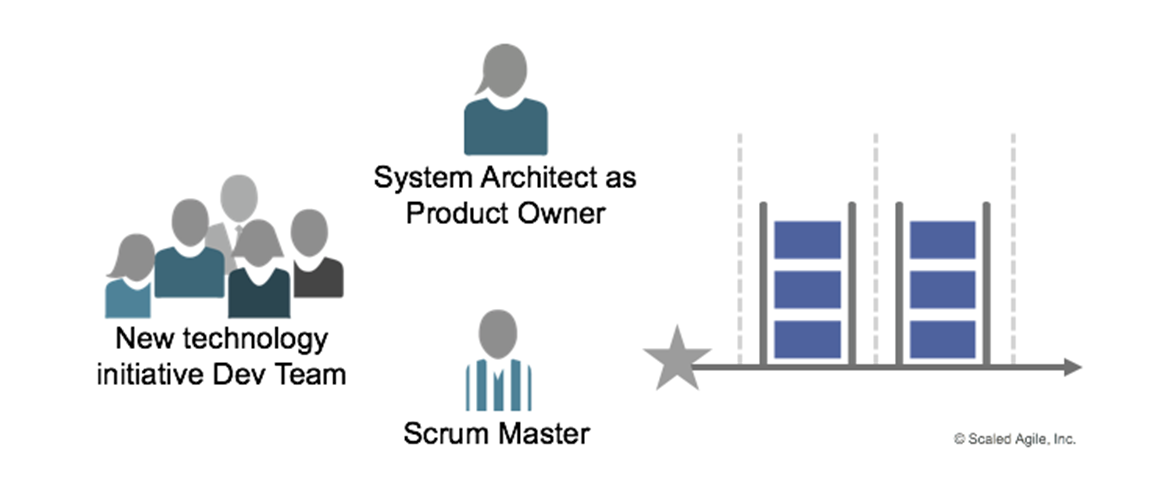 System Architect as
Product Owner
New technology
initiative Dev Team
Scrum Master
© Scaled Agile, Inc.